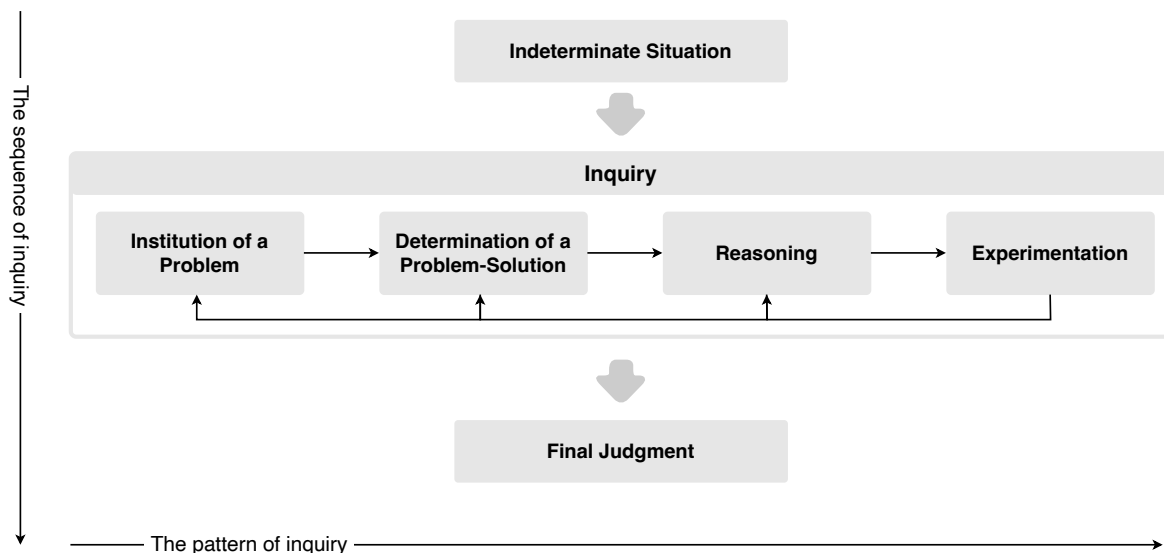 The sequence of inquiry
Indeterminate Situation
Inquiry
Institution of a
Problem
Determination of a
Problem-Solution
Reasoning
Experimentation
Final Judgment
The pattern of inquiry